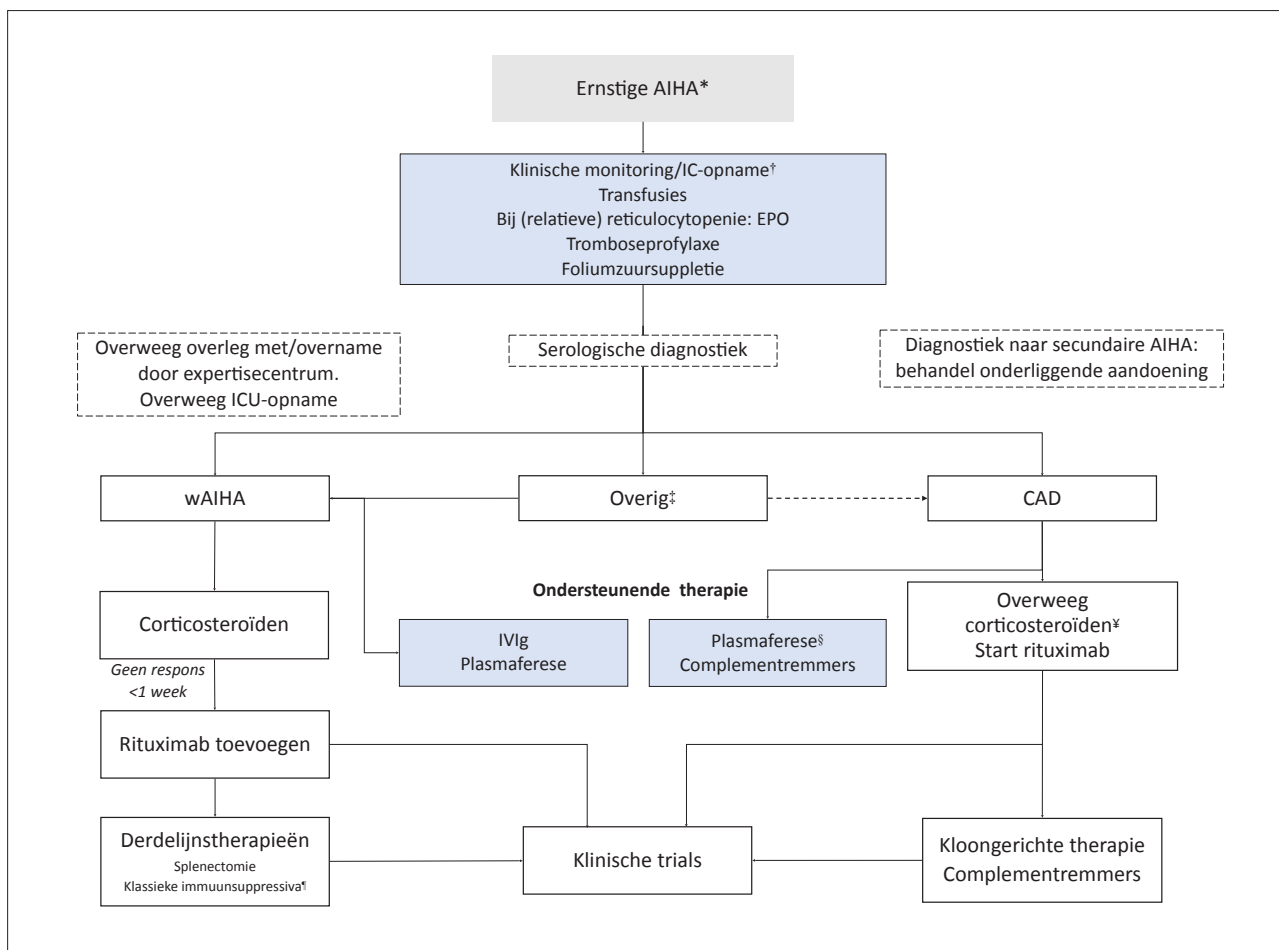 Ernstige AIHA*
Klinische monitoring/IC-opname†
Transfusies
Bij (relatieve) reticulocytopenie: EPO
Tromboseprofylaxe
Foliumzuursuppletie
Overweeg overleg met/overname
door expertisecentrum.
Overweeg ICU-opname
Serologische diagnostiek
Diagnostiek naar secundaire AIHA:
behandel onderliggende aandoening
wAIHA
Overig‡
CAD
Ondersteunende therapie
Corticosteroïden
IVIg
Plasmaferese
Plasmaferese§
Complementremmers
Overweeg
corticosteroïden¥
Start rituximab
Geen respons
<1 week
Rituximab toevoegen
Derdelijnstherapieën
Splenectomie
Klassieke immuunsuppressiva¶
Klinische trials
Kloongerichte therapie
Complementremmers